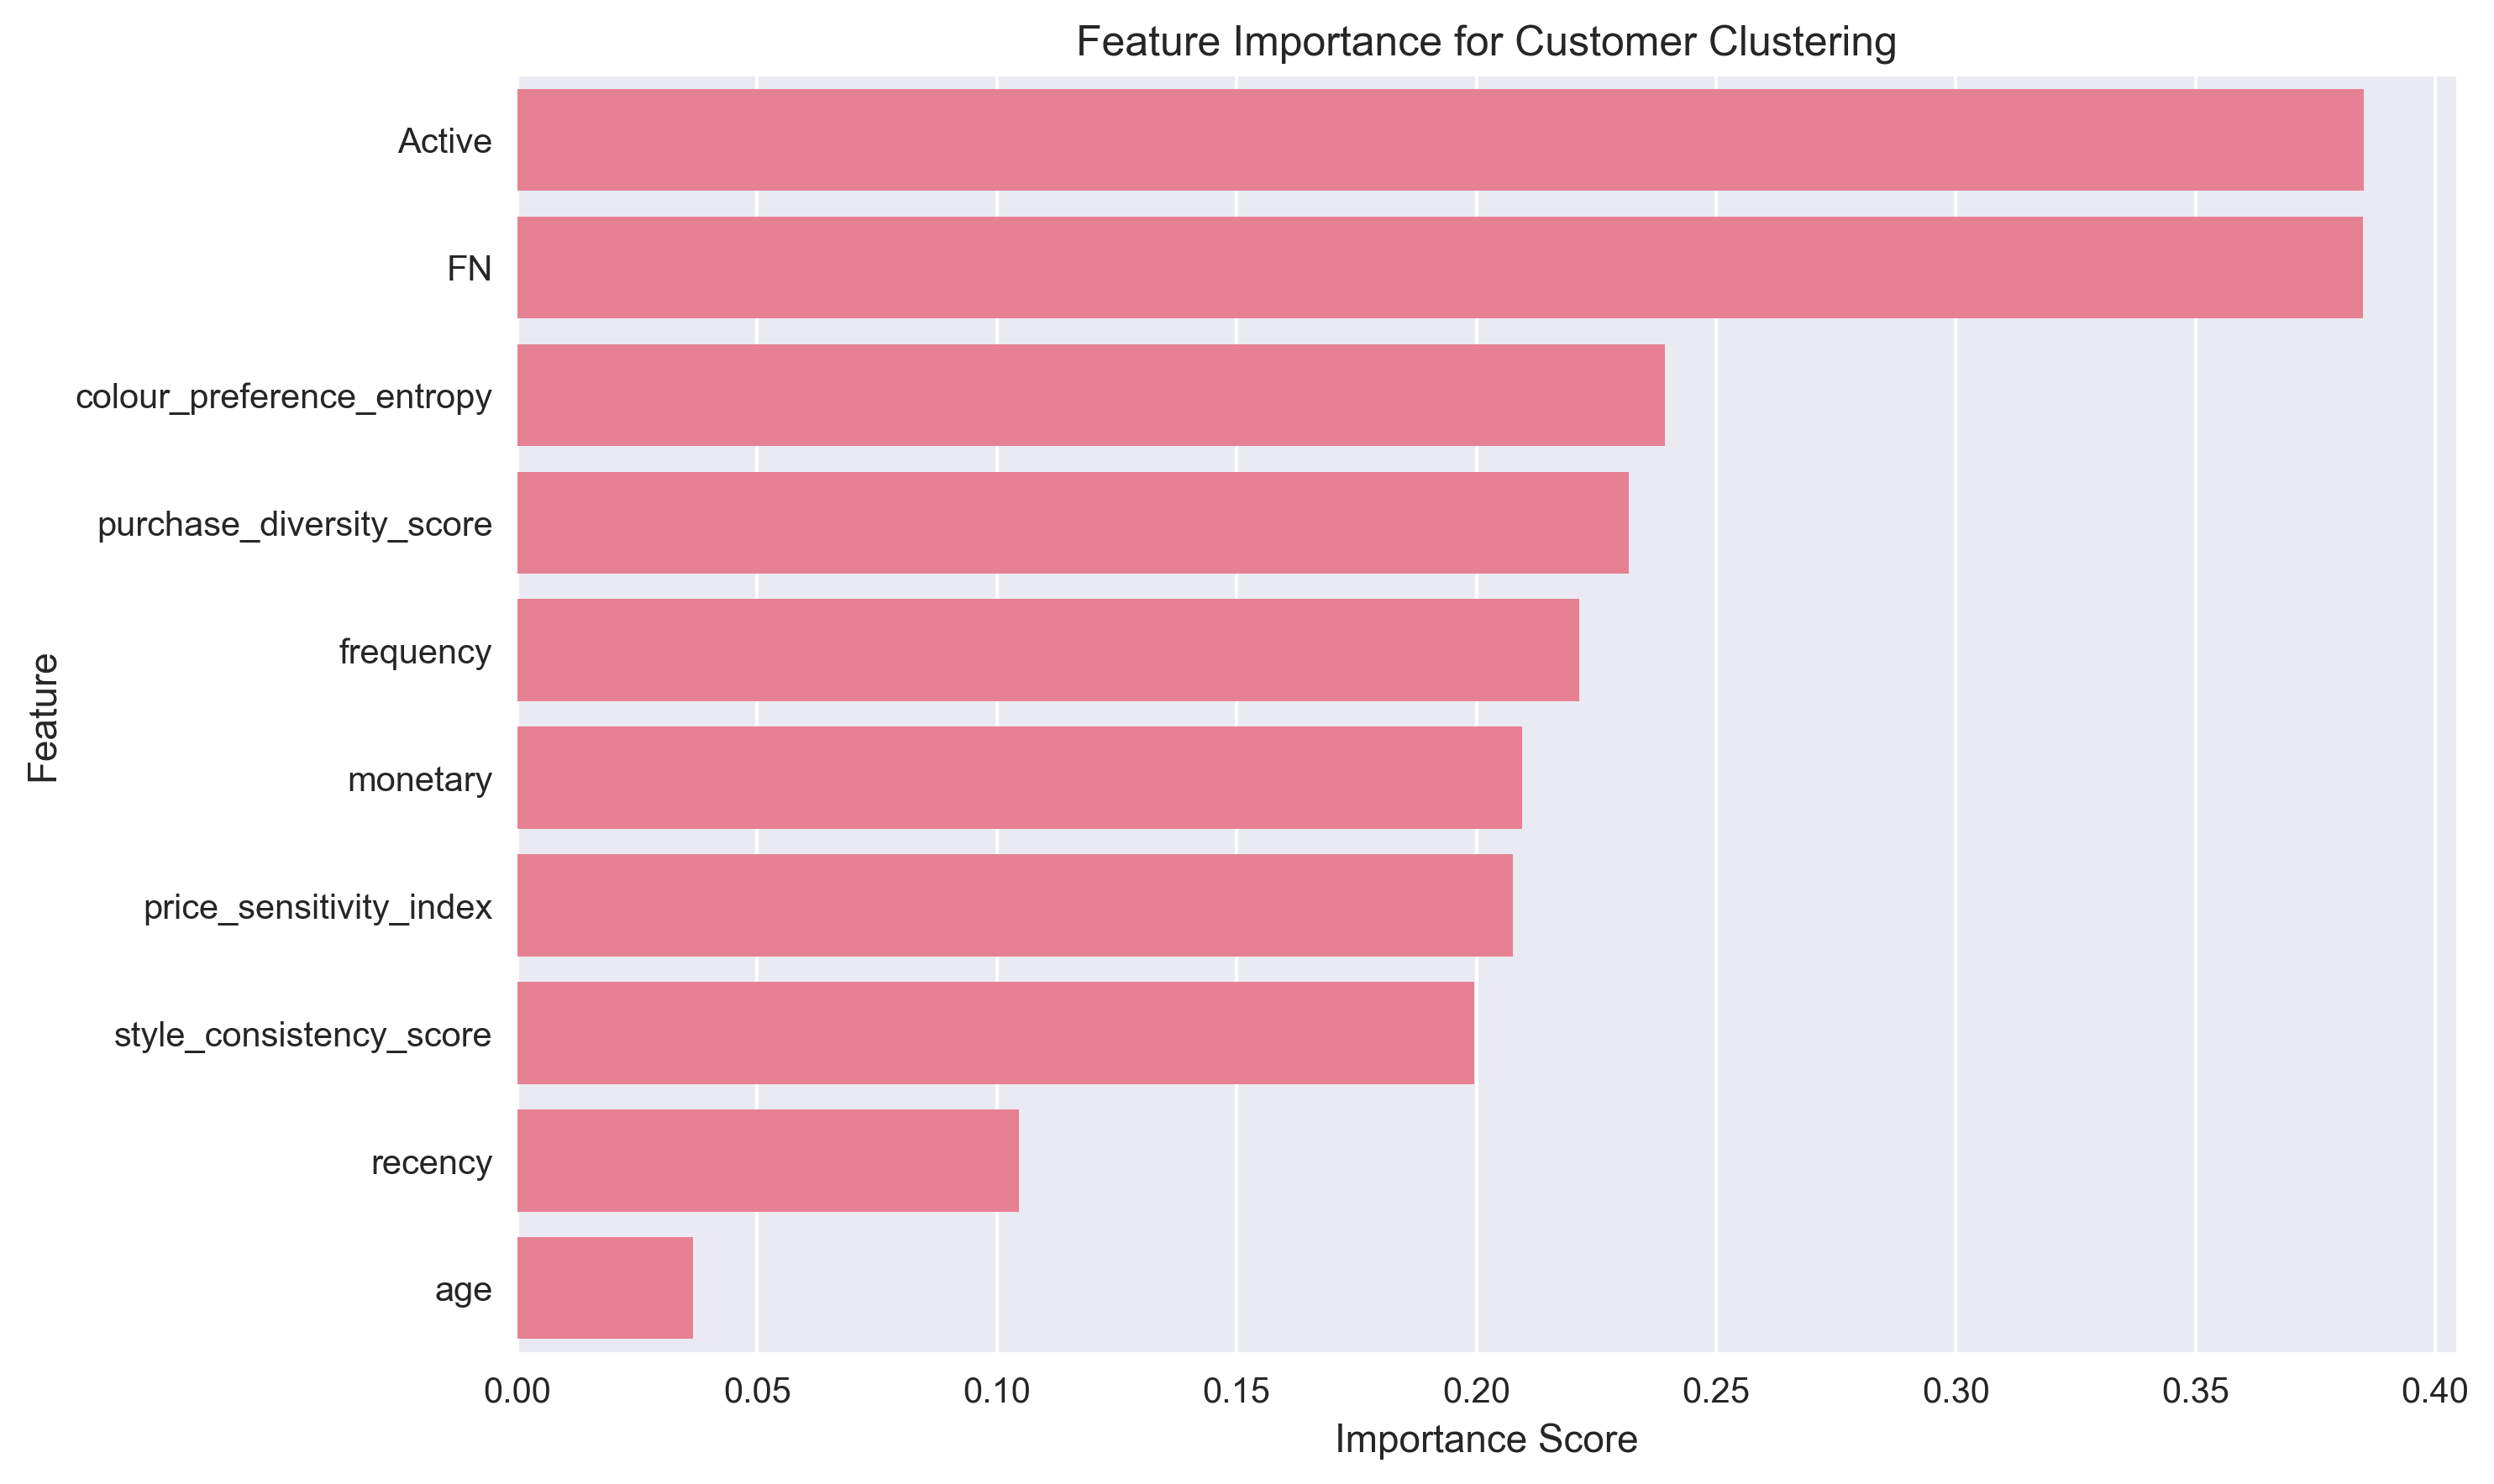 Feature Importance for Customer Clustering
Active
FN
colour_preference_entropy
purchase_diversity_score
frequency
monetary
price_sensitivity_index
style_consistency_score
recency
age
Feature
0.00 0.05 0.10 0.15 0.20 0.25 0.30 0.35 0.40
Importance Score